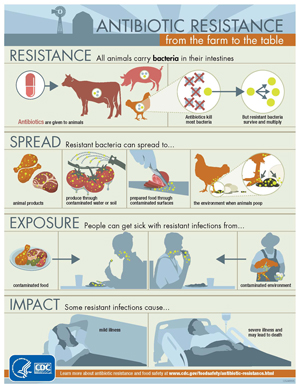 ANTIBIOTIC RESISTANCE
from the farm to the table
RESISTANCE All animals carry bacteria in their intestines
Antibiotics are given to animals
Antibiotics kill
most bacteria
But resistant bacteria
survive and multiply
SPREAD Resistant bacteria can spread to...
animal products
produce through
contaminated water or soil
prepared food through
contaminated surfaces
the environment when animals poop
EXPOSURE People can get sick with resistant infections from...
contaminated food
contaminated environment
IMPACT Some resistant infections cause...
mild illness
severe illness and
may lead to death
CDC
Learn more about antibiotic resistance and food safety at www.cdc.gov/foodsafety/antibiotic-resistance.html